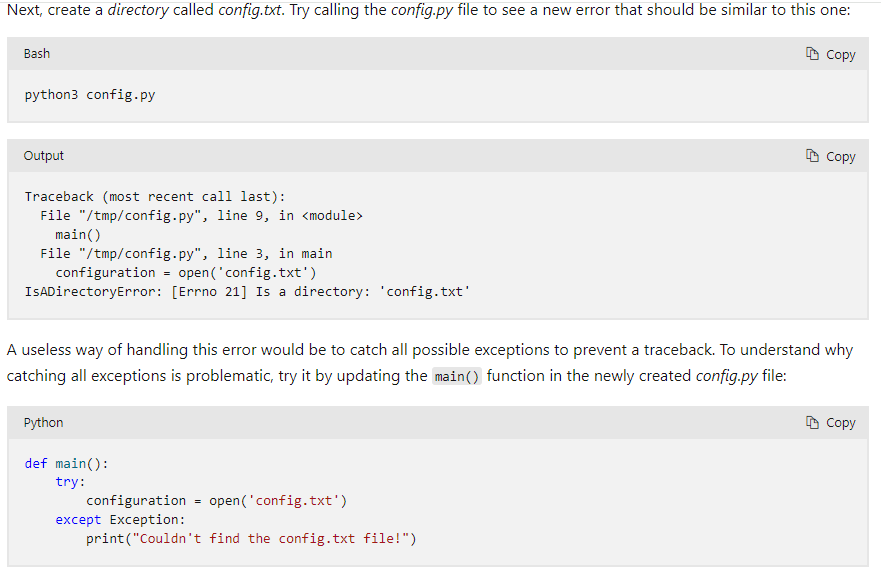 Next, create a directory called config.txt. Try calling the config.py file to see a new error that should be similar to this one:
Bash
Copy
python3 config.py
Output
Copy
Traceback (most recent call last):
  File "/tmp/config.py", line 9, in <module>
    main()
  File "/tmp/config.py", line 3, in main
    configuration = open('config.txt')
IsADirectoryError: [Errno 21] Is a directory: 'config.txt'
A useless way of handling this error would be to catch all possible exceptions to prevent a traceback. To understand why
catching all exceptions is problematic, try it by updating the main() function in the newly created config.py file:
Python
Copy
def main():
    try:
        configuration = open('config.txt')
    except Exception:
        print("Couldn't find the config.txt file!")